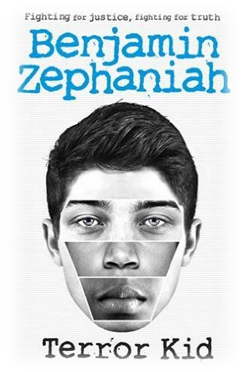 Fighting for justice, fighting for truth
Benjamin
Zephaniah
Terror Kid